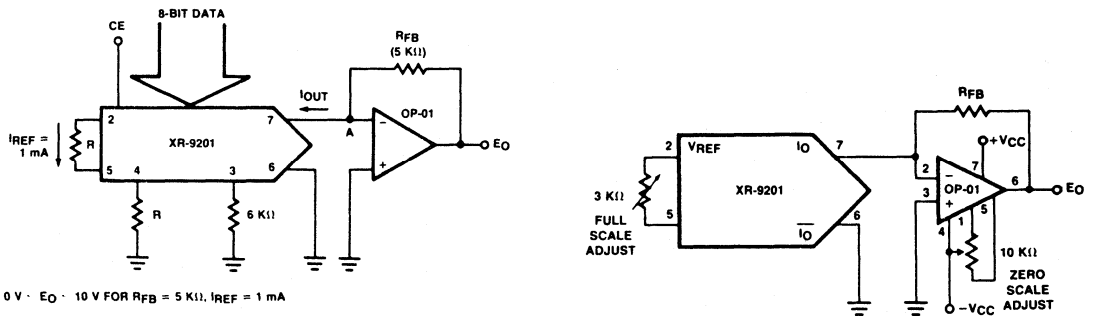 8-BIT DATA
CE
RFB
(5 KΩ)
IOUT
OP-01
2
7
A
−
IREF =
1 mA
R
XR-9201
EO
5
4
3
6
+
R
6 KΩ
0 V · EO · 10 V FOR RFB = 5 KΩ, IREF = 1 mA
RFB
+VCC
2
VREF
IO
7
7
2
−
3 KΩ
XR-9201
OP-01
6
EO
3
+
5
FULL
SCALE
ADJUST
5
IO
6
4
1
10 KΩ
ZERO
SCALE
ADJUST
−VCC